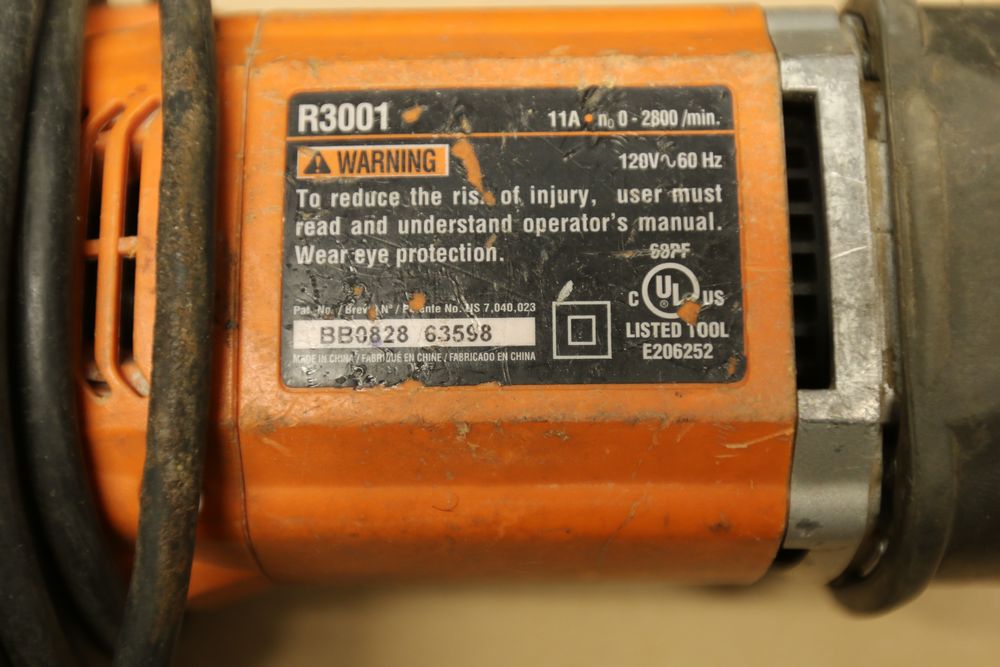 R3001
11A n₀ 0 - 2800 /min.
⚠ WARNING
120V∿60 Hz
To reduce the risk of injury, user must
read and understand operator's manual.
Wear eye protection.
68PF
Pat. No. / Brevet N° / Patente No. US 7,040,023
BB0828 63598
MADE IN CHINA / FABRIQUÉ EN CHINE / FABRICADO EN CHINA
C UL ® US
LISTED TOOL
E206252